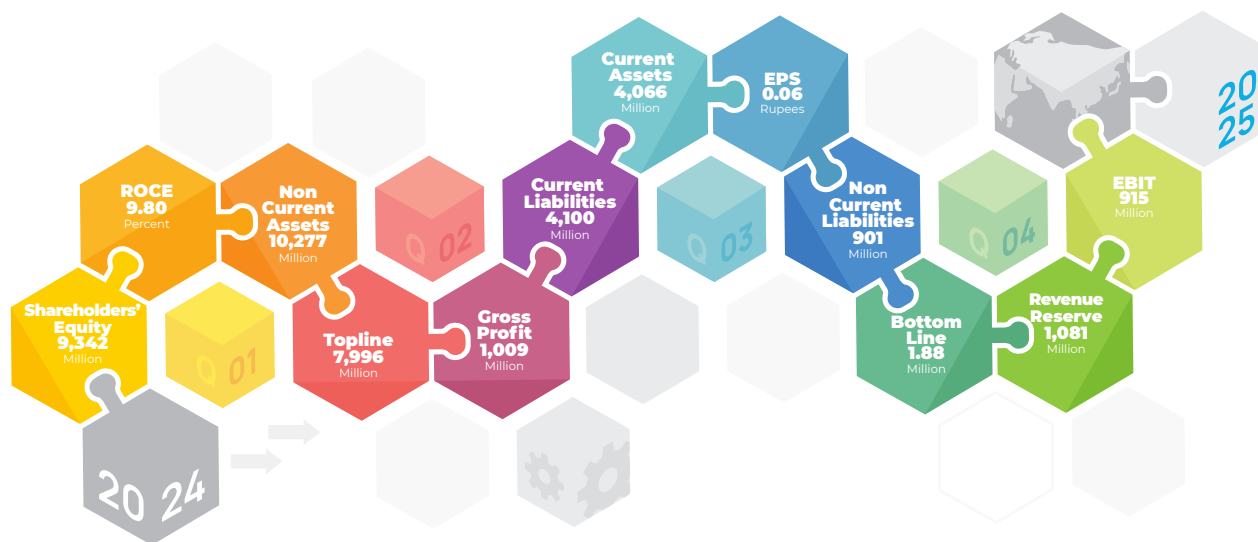 Current
Assets
4,066
Million
EPS
0.06
Rupees
20
25
ROCE
9.80
Percent
Non
Current
Assets
10,277
Million
Q 02
Current
Liabilities
4,100
Million
Q 03
Non
Current
Liabilities
901
Million
Q 04
EBIT
915
Million
Shareholders'
Equity
9,342
Million
Q 01
Topline
7,996
Million
Gross
Profit
1,009
Million
Bottom
Line
1.88
Million
Revenue
Reserve
1,081
Million
20 24